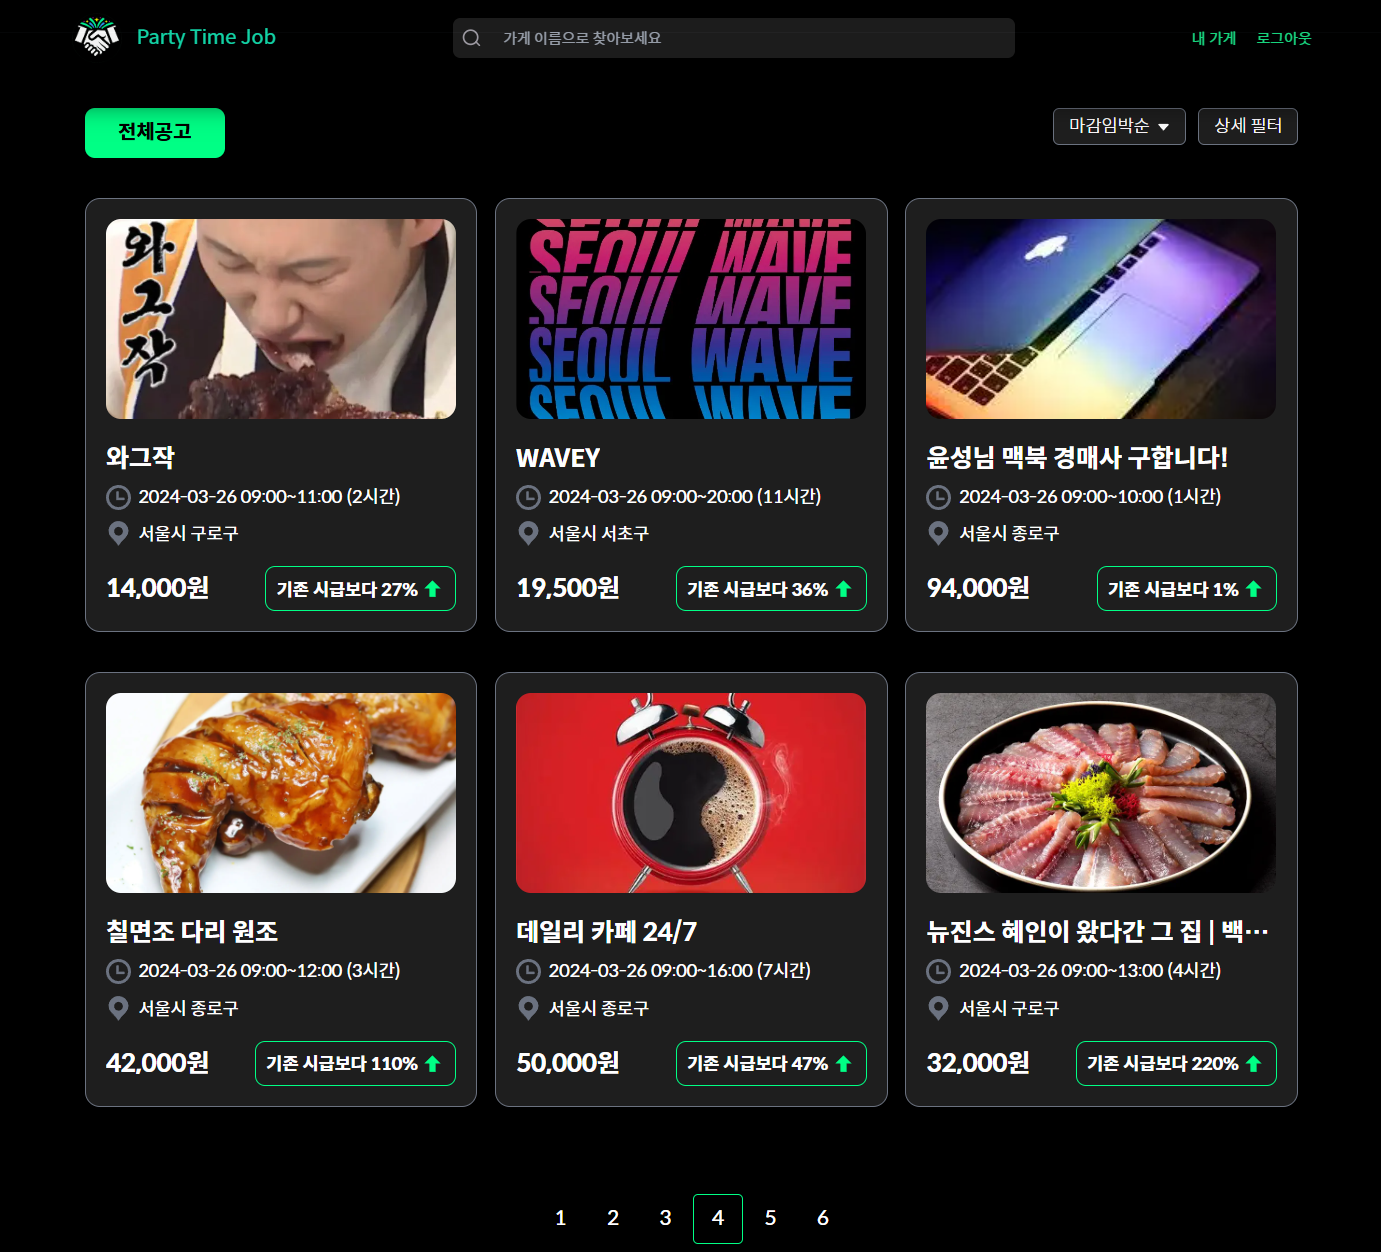 Party Time Job
가게 이름으로 찾아보세요
내 가게
로그아웃
전체공고
마감임박순
상세 필터
와그작
SEOUL WAVE
SEOUL WAVE
SEOUL WAVE
SEOUL WAVE
와그작
2024-03-26 09:00~11:00 (2시간)
서울시 구로구
14,000원
기존 시급보다 27%
WAVEY
2024-03-26 09:00~20:00 (11시간)
서울시 서초구
19,500원
기존 시급보다 36%
윤성님 맥북 경매사 구합니다!
2024-03-26 09:00~10:00 (1시간)
서울시 종로구
94,000원
기존 시급보다 1%
칠면조 다리 원조
2024-03-26 09:00~12:00 (3시간)
서울시 종로구
42,000원
기존 시급보다 110%
데일리 카페 24/7
2024-03-26 09:00~16:00 (7시간)
서울시 종로구
50,000원
기존 시급보다 47%
뉴진스 혜인이 왔다간 그 집 | 백…
2024-03-26 09:00~13:00 (4시간)
서울시 구로구
32,000원
기존 시급보다 220%
1 2 3 4 5 6